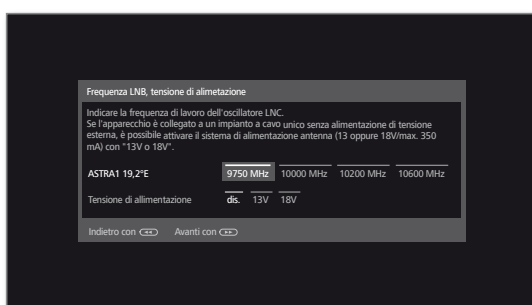 Frequenza LNB, tensione di alimetazione
Indicare la frequenza di lavoro dell'oscillatore LNC.
Se l'apparecchio è collegato a un impianto a cavo unico senza alimentazione di tensione
esterna, è possibile attivare il sistema di alimentazione antenna (13 oppure 18V/max. 350
mA) con "13V o 18V".
ASTRA1 19,2°E 9750 MHz 10000 MHz 10200 MHz 10600 MHz
Tensione di allimentazione dis. 13V 18V
Indietro con Avanti con